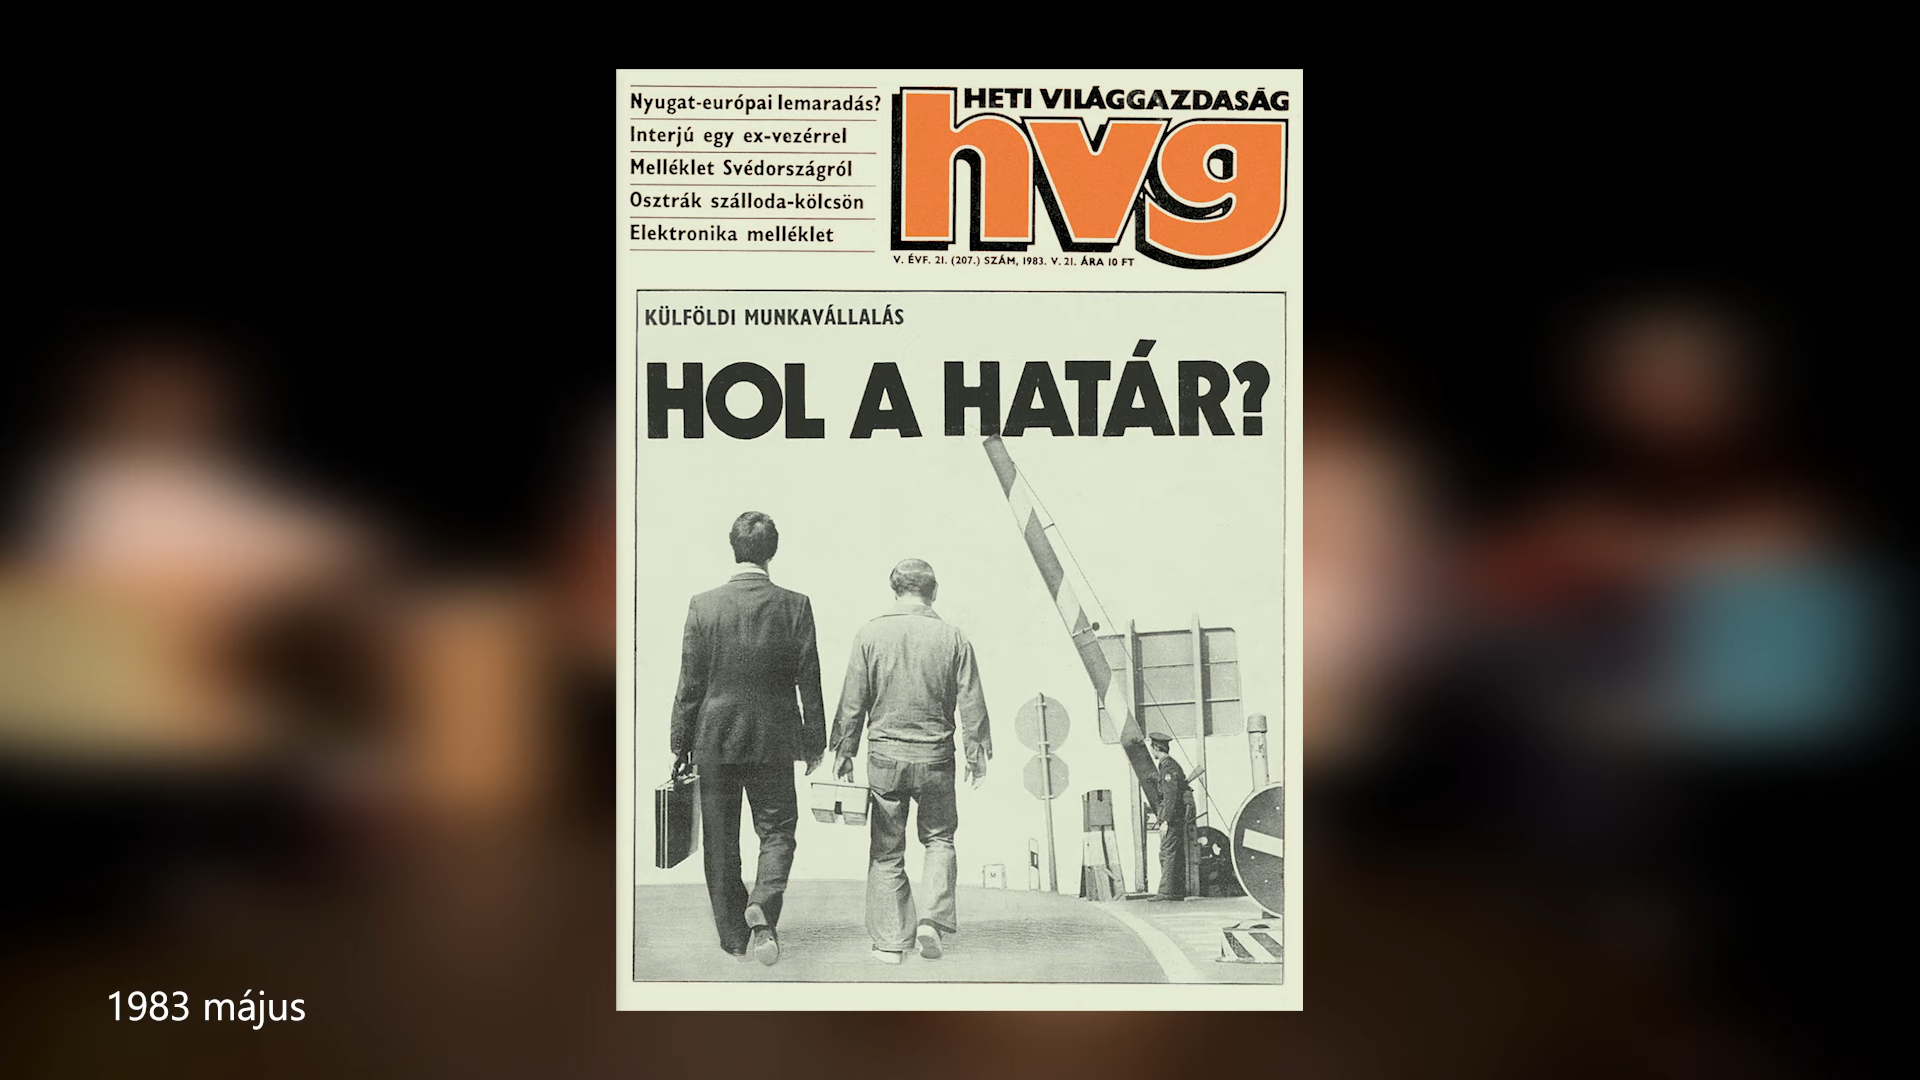 Nyugat-európai lemaradás?
Interjú egy ex-vezérrel
Melléklet Svédországról
Osztrák szálloda-kölcsön
Elektronika melléklet
HETI VILÁGGAZDASÁG
hvg
V. ÉVF. 21. (207.) SZÁM, 1983. V. 21. ÁRA 10 FT
KÜLFÖLDI MUNKAVÁLLALÁS
HOL A HATÁR?
M
1983 május